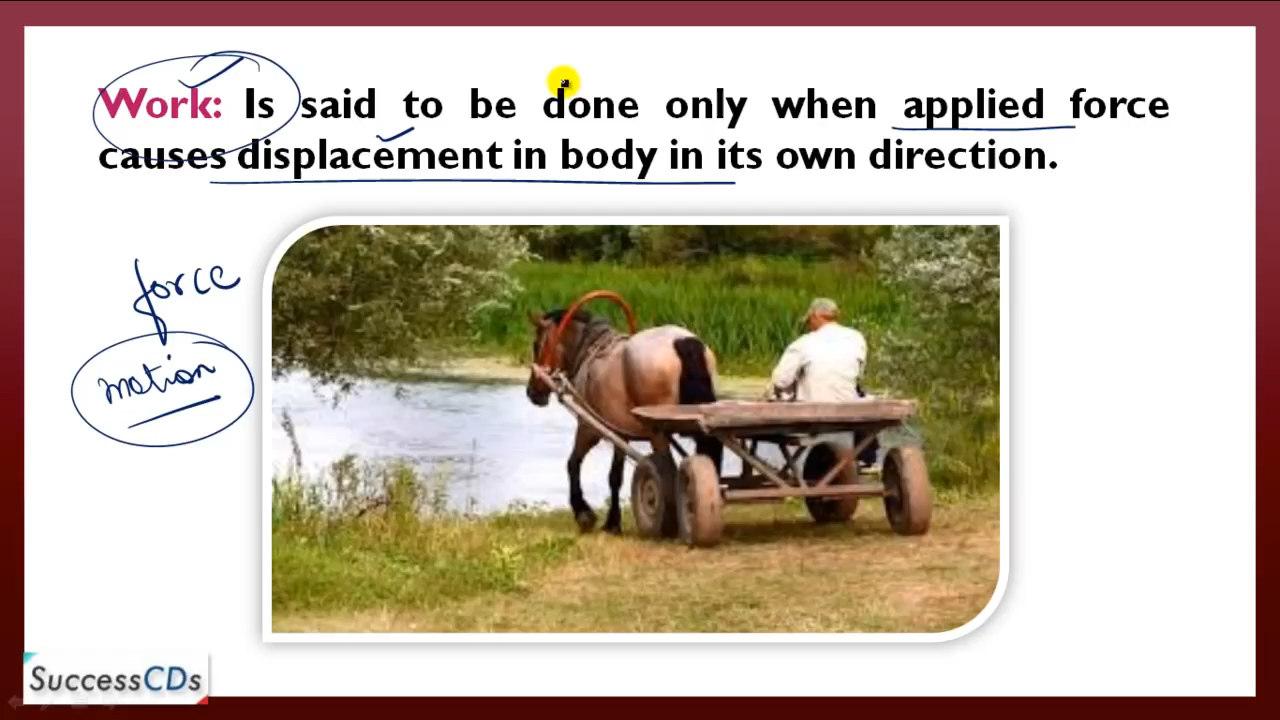 Work: Is said to be done only when applied force
causes displacement in body in its own direction.
force
motion
SuccessCDs